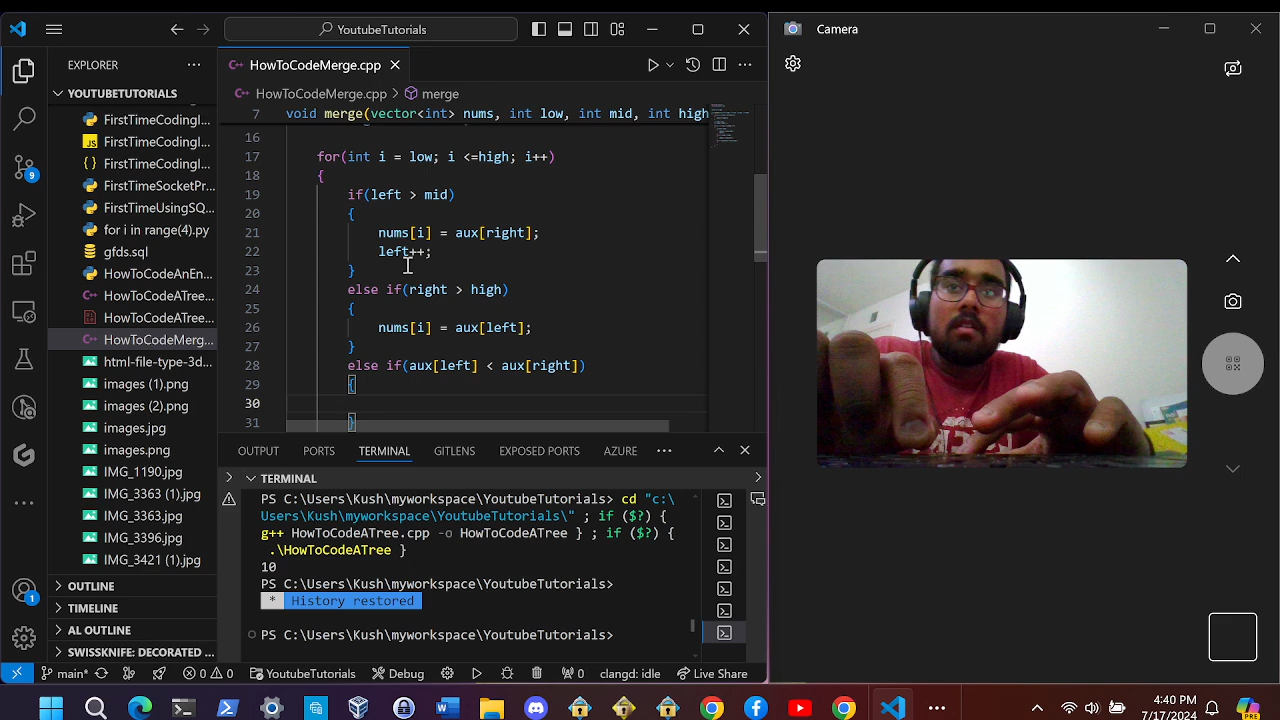 YoutubeTutorials
Camera
EXPLORER
HowToCodeMerge.cpp
YOUTUBETUTORIALS
HowToCodeMerge.cpp > merge
7 void merge(vector<int> nums, int low, int mid, int high
FirstTimeCodingI...
FirstTimeCodingI...
FirstTimeCodingI...
FirstTimeSocketPr...
FirstTimeUsingSQ...
for i in range(4).py
gfds.sql
HowToCodeAnEn...
HowToCodeATree...
HowToCodeATree...
HowToCodeMerg...
html-file-type-3d...
images (1).png
images (2).png
images.jpg
images.png
IMG_1190.jpg
IMG_3363 (1).jpg
IMG_3363.jpg
IMG_3396.jpg
IMG_3421 (1).jpg
OUTLINE
TIMELINE
AL OUTLINE
SWISSKNIFE: DECORATED ...
16
17 for(int i = low; i <=high; i++)
18 {
19 if(left > mid)
20 {
21 nums[i] = aux[right];
22 left++;
23 }
24 else if(right > high)
25 {
26 nums[i] = aux[left];
27 }
28 else if(aux[left] < aux[right])
29 {
30
31 }
OUTPUT PORTS TERMINAL GITLENS EXPOSED PORTS AZURE
TERMINAL
PS C:\Users\Kush\myworkspace\YoutubeTutorials> cd "c:\
Users\Kush\myworkspace\YoutubeTutorials\" ; if ($?) {
g++ HowToCodeATree.cpp -o HowToCodeATree } ; if ($?) {
.\HowToCodeATree }
10
PS C:\Users\Kush\myworkspace\YoutubeTutorials>
* History restored
PS C:\Users\Kush\myworkspace\YoutubeTutorials>
9
1
main* 0 0 YoutubeTutorials Debug 0 clangd: idle Live Share
4:40 PM
7/17/2024
PRE